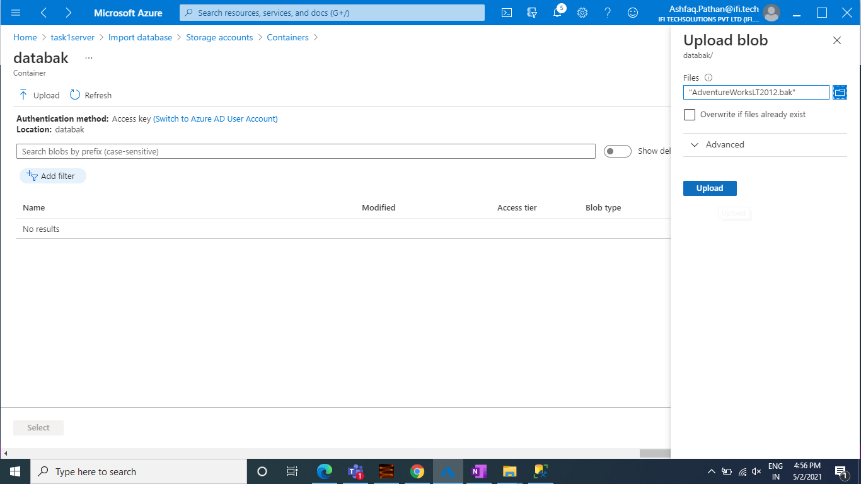 Microsoft Azure
Search resources, services, and docs (G+/)
5
Ashfaq.Pathan@ifi.tech
IFI TECHSOLUTIONS PVT LTD (IFI...
Home > task1server > Import database > Storage accounts > Containers >
databak ...
Container
Upload Refresh
Authentication method: Access key (Switch to Azure AD User Account)
Location: databak
Search blobs by prefix (case-sensitive)
Show del
Add filter
Name Modified Access tier Blob type
No results
Select
Upload blob
databak/
Files
"AdventureWorksLT2012.bak"
Overwrite if files already exist
Advanced
Upload
Type here to search
1
ENG
IN
4:56 PM
5/2/2021
1